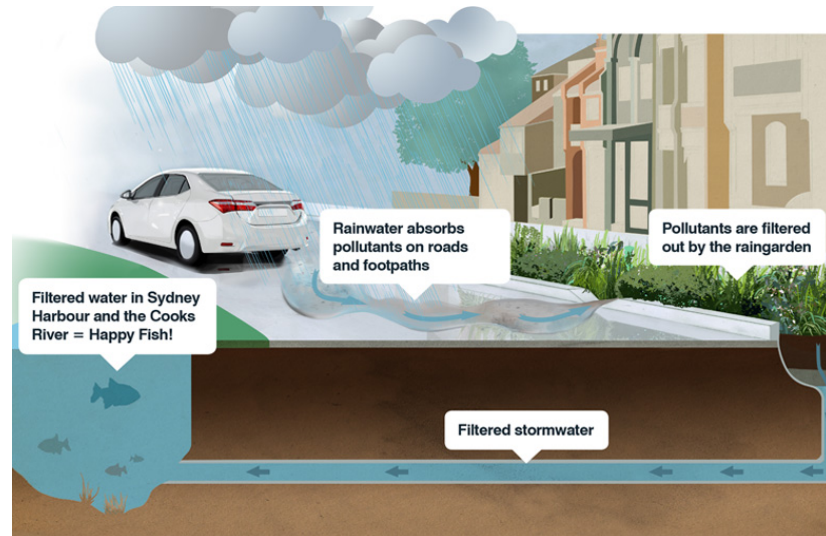 Rainwater absorbs
pollutants on roads
and footpaths
Pollutants are filtered
out by the raingarden
Filtered water in Sydney
Harbour and the Cooks
River = Happy Fish!
Filtered stormwater